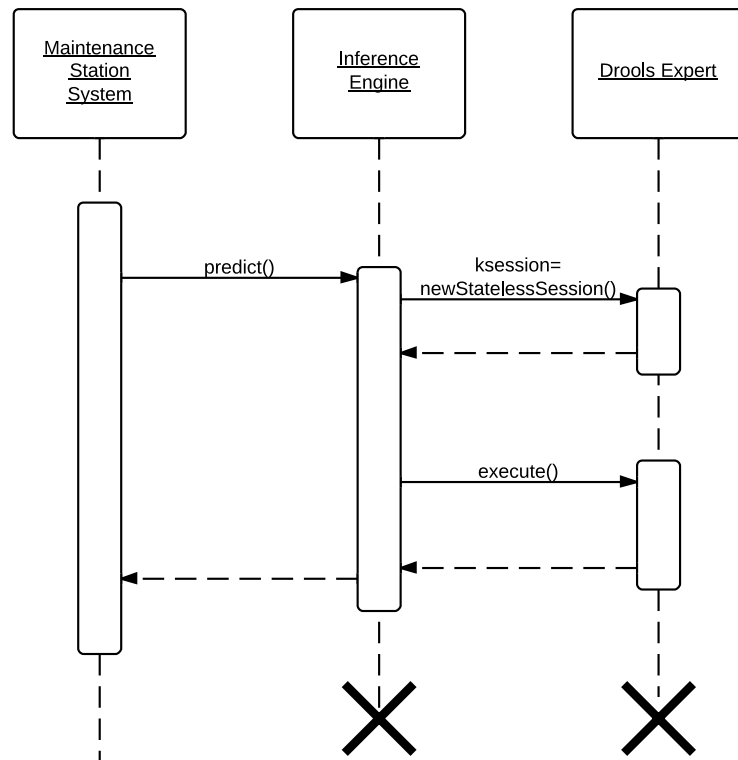 Maintenance
Station
System
Inference
Engine
Drools Expert
predict()
ksession=
newStatelessSession()
execute()